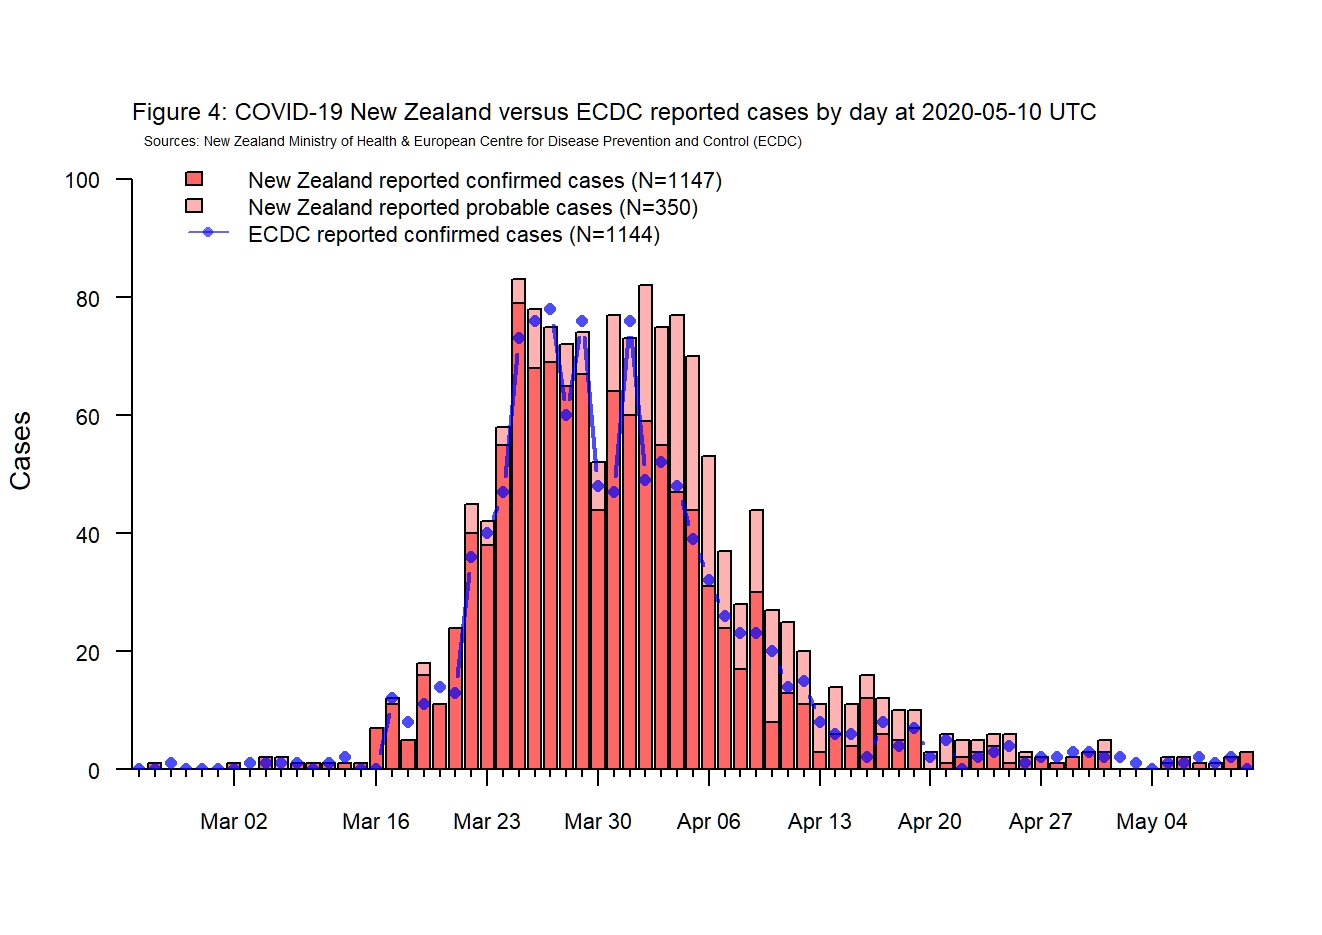 Figure 4: COVID-19 New Zealand versus ECDC reported cases by day at 2020-05-10 UTC
Sources: New Zealand Ministry of Health & European Centre for Disease Prevention and Control (ECDC)
New Zealand reported confirmed cases (N=1147)
New Zealand reported probable cases (N=350)
ECDC reported confirmed cases (N=1144)
Cases
100
80
60
40
20
0
Mar 02 Mar 16 Mar 23 Mar 30 Apr 06 Apr 13 Apr 20 Apr 27 May 04